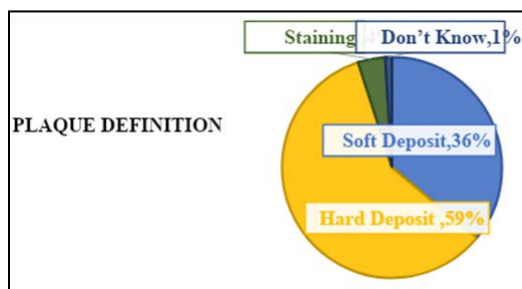 Staining
Don't Know,1%
PLAQUE DEFINITION
Soft Deposit,36%
Hard Deposit ,59%